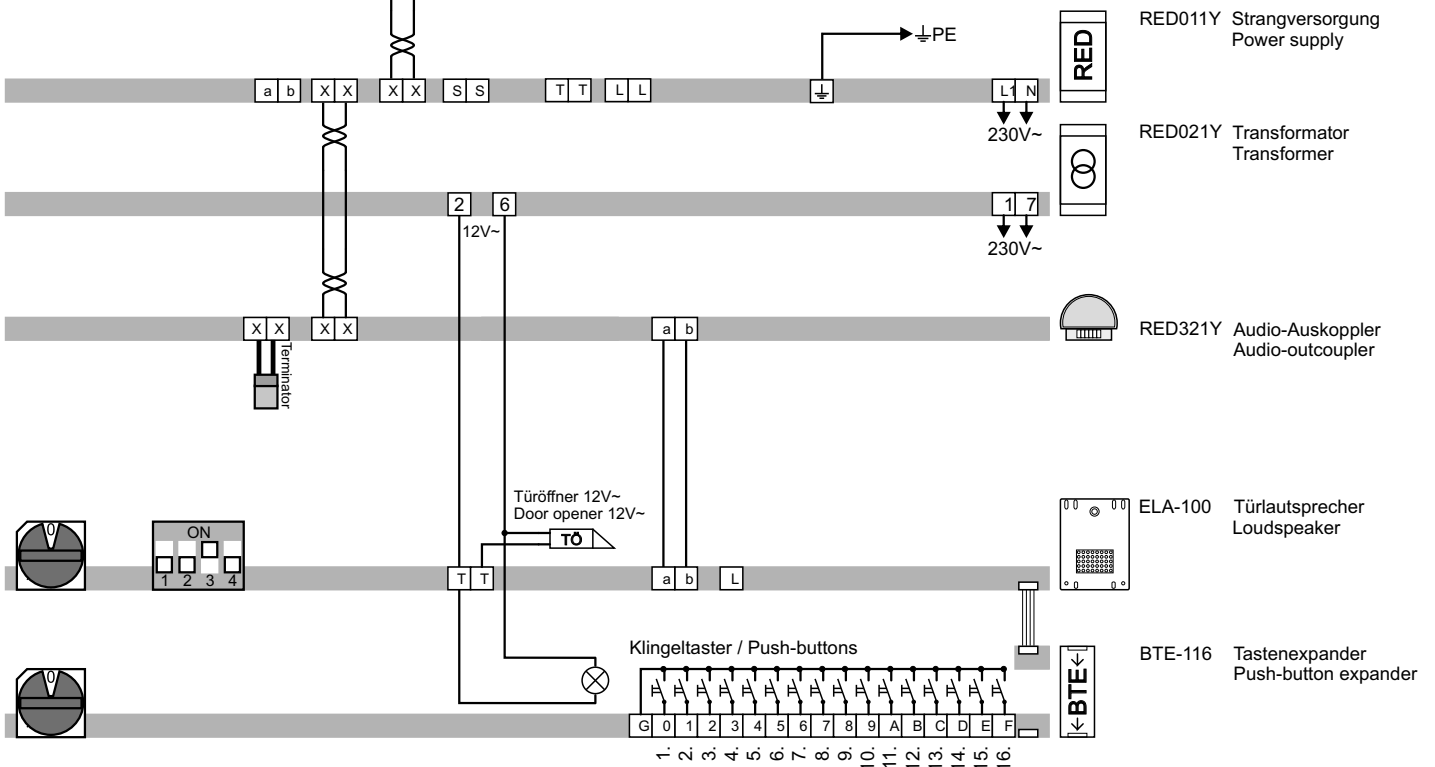 RED011Y Strangversorgung
Power supply
PE
RED
a b X X X X S S T T L L L1 N
230V~
RED021Y Transformator
Transformer
2 6 1 7
12V~
230V~
X X X X a b
RED321Y Audio-Auskoppler
Audio-outcoupler
Terminator
Türöffner 12V~
Door opener 12V~
TÖ
ELA-100 Türlautsprecher
Loudspeaker
0
ON
1 2 3 4
T T a b L
Klingeltaster / Push-buttons
BTE-116 Tastenexpander
Push-button expander
BTE
0
G 0 1 2 3 4 5 6 7 8 9 A B C D E F
1. 2. 3. 4. 5. 6. 7. 8. 9. 10. 11. 12. 13. 14. 15. 16.